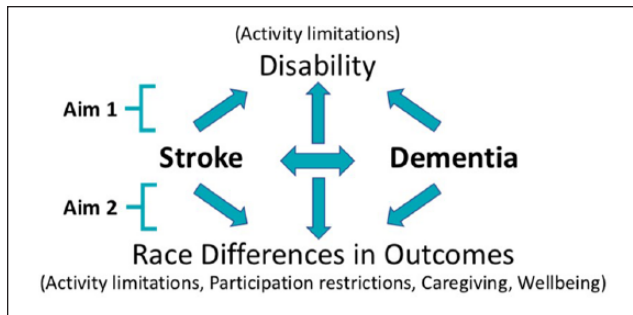 (Activity limitations)
Disability
Aim 1
Stroke
Dementia
Aim 2
Race Differences in Outcomes
(Activity limitations, Participation restrictions, Caregiving, Wellbeing)